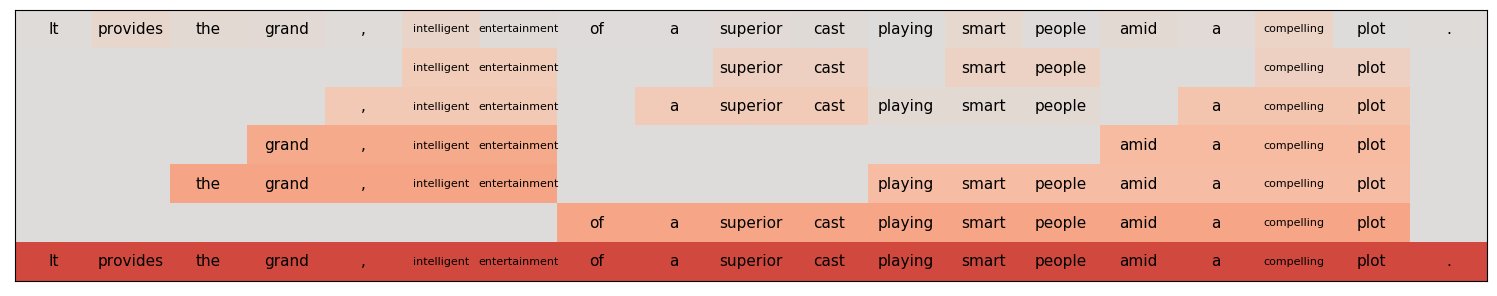 It provides the grand , intelligent entertainment of a superior cast playing smart people amid a compelling plot .
intelligent entertainment superior cast smart people compelling plot
, intelligent entertainment a superior cast playing smart people a compelling plot
grand , intelligent entertainment amid a compelling plot
the grand , intelligent entertainment playing smart people amid a compelling plot
of a superior cast playing smart people amid a compelling plot
It provides the grand , intelligent entertainment of a superior cast playing smart people amid a compelling plot .